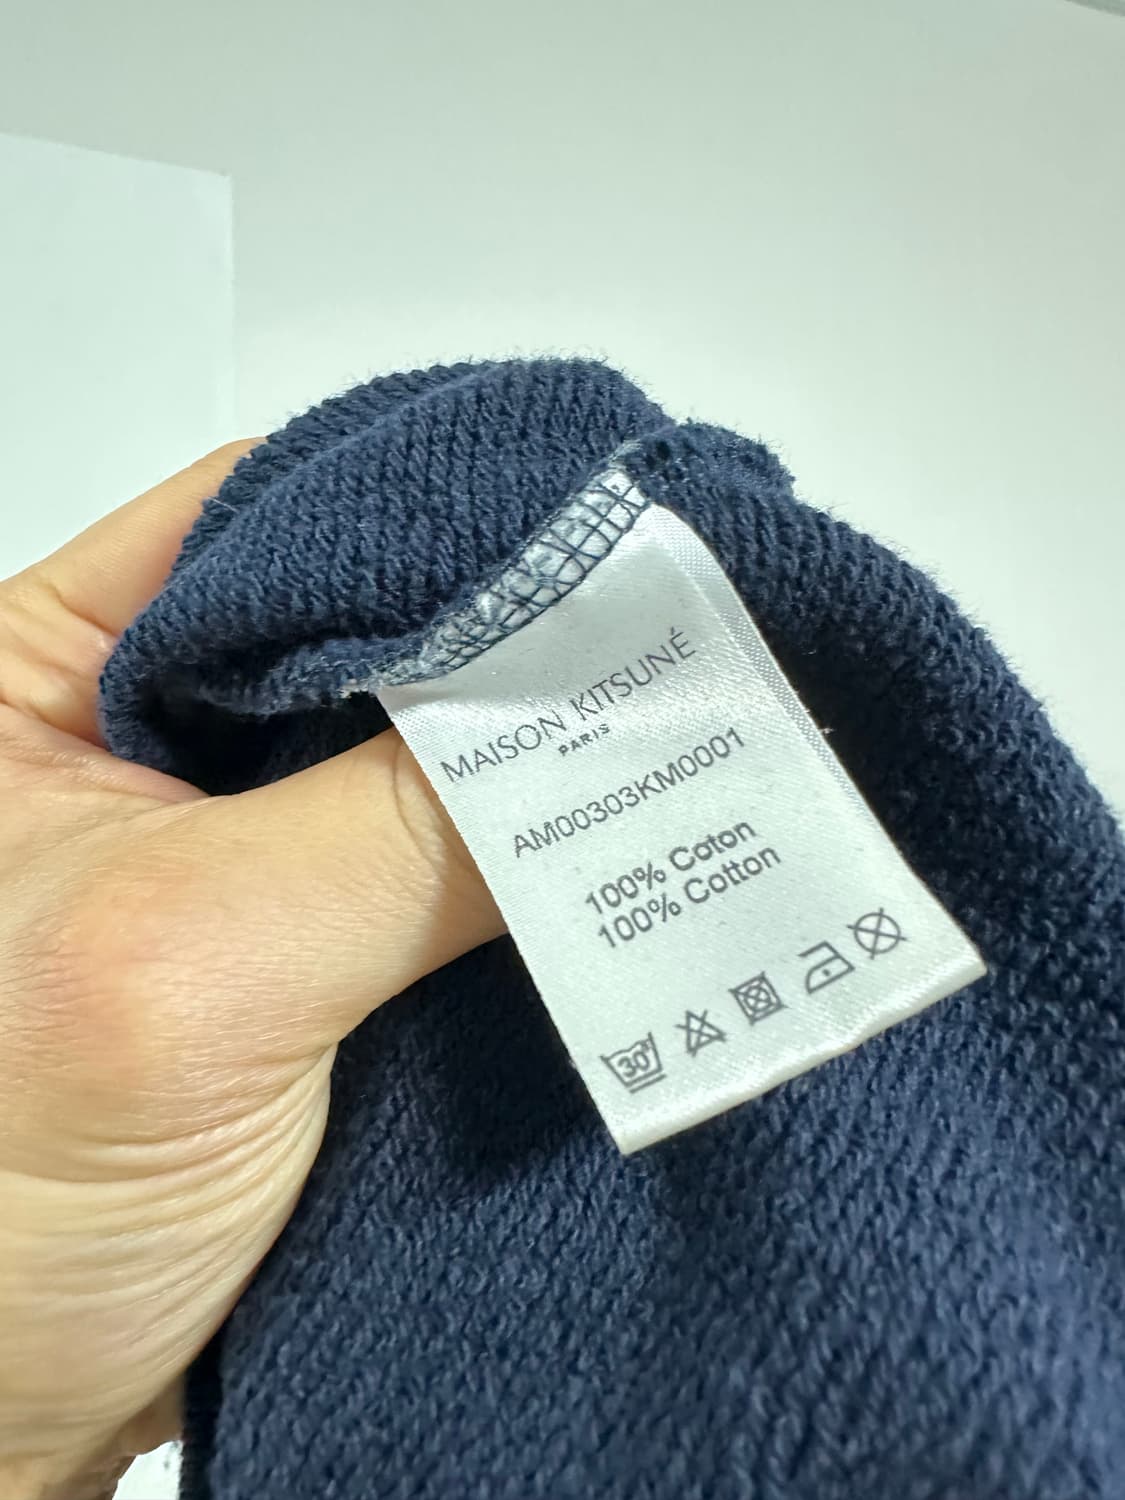 MAISON KITSUNÉ
PARIS
AM00303KM0001
100% Coton
100% Cotton
30°